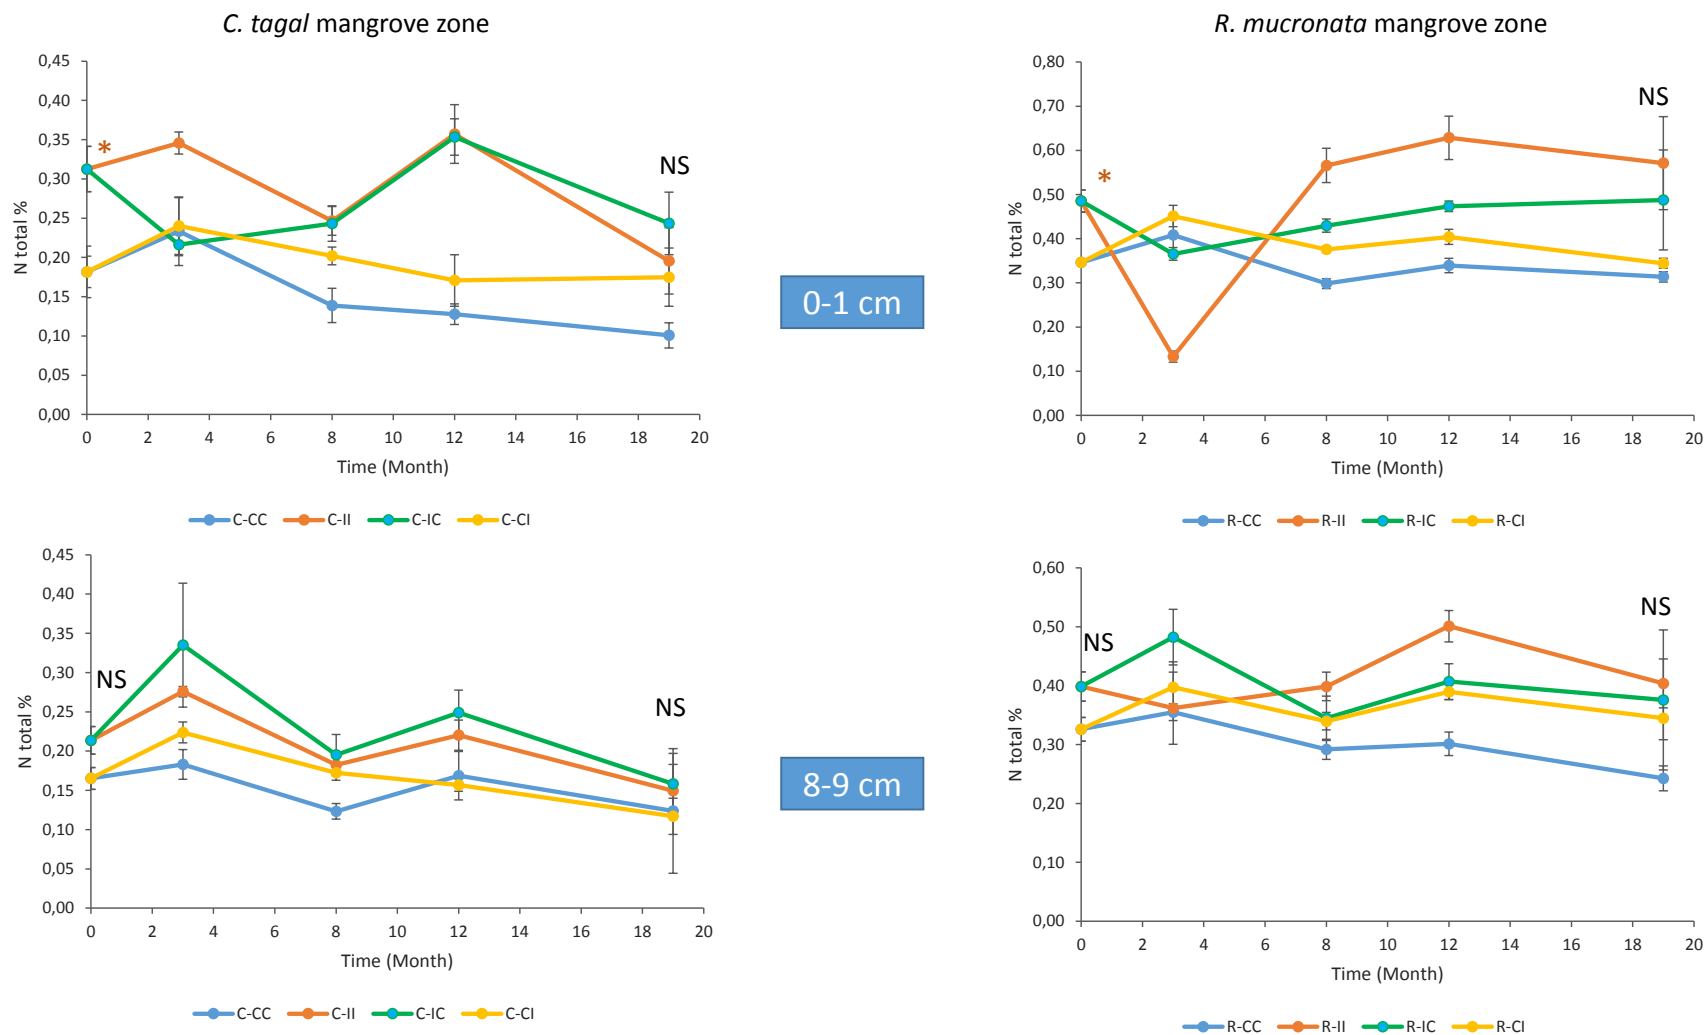 C. tagal mangrove zone
R. mucronata mangrove zone
0,45
0,40
0,35
0,30
0,25
0,20
0,15
0,10
0,05
0,00
N total %
*
NS
0 2 4 6 8 10 12 14 16 18 20
Time (Month)
C-CC C-II C-IC C-CI
0-1 cm
0,80
0,70
0,60
0,50
0,40
0,30
0,20
0,10
0,00
N total %
*
NS
0 2 4 6 8 10 12 14 16 18 20
Time (Month)
R-CC R-II R-IC R-CI
0,45
0,40
0,35
0,30
0,25
0,20
0,15
0,10
0,05
0,00
N total %
NS
NS
0 2 4 6 8 10 12 14 16 18 20
Time (Month)
C-CC C-II C-IC C-CI
8-9 cm
0,60
0,50
0,40
0,30
0,20
0,10
0,00
N total %
NS
NS
0 2 4 6 8 10 12 14 16 18 20
Time (Month)
R-CC R-II R-IC R-CI